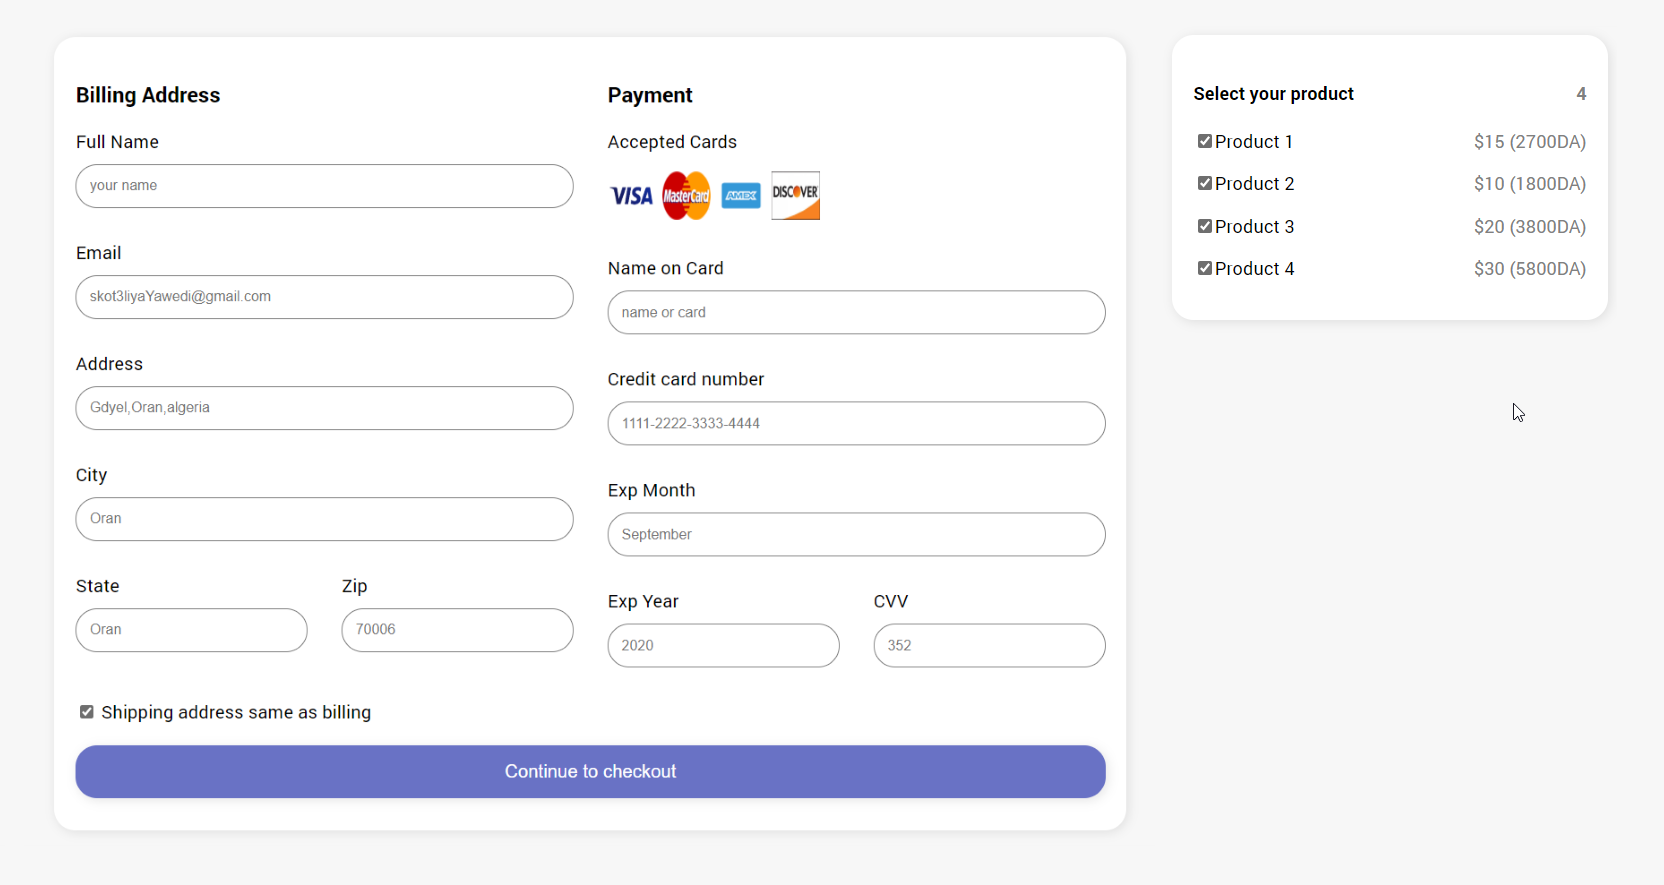 Billing Address
Full Name
your name
Email
skot3liyaYawedi@gmail.com
Address
Gdyel,Oran,algeria
City
Oran
State
Zip
Oran
70006
Payment
Accepted Cards
VISA MasterCard AMEX DISCOVER
Name on Card
name or card
Credit card number
1111-2222-3333-4444
Exp Month
September
Exp Year
CVV
2020
352
Shipping address same as billing
Continue to checkout
Select your product 4
Product 1 $15 (2700DA)
Product 2 $10 (1800DA)
Product 3 $20 (3800DA)
Product 4 $30 (5800DA)